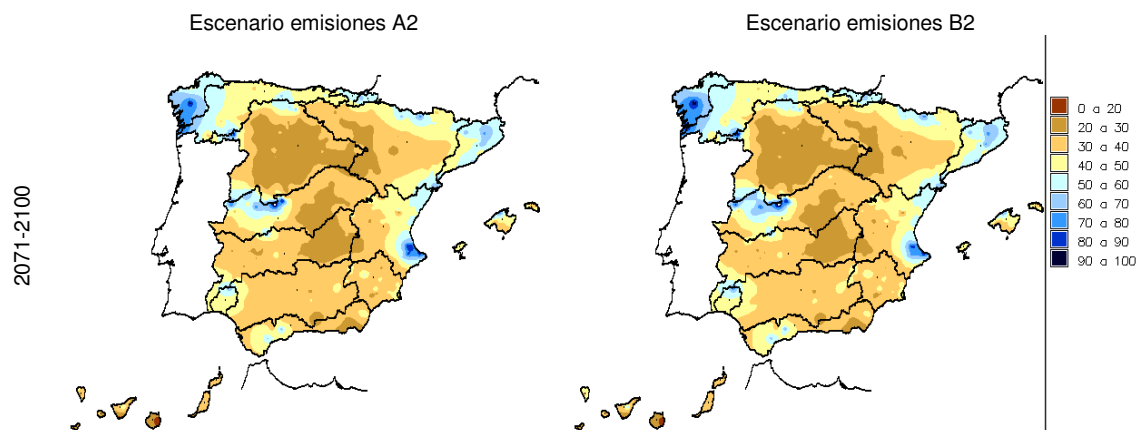 Escenario emisiones A2
Escenario emisiones B2
2071-2100
0 a 20
20 a 30
30 a 40
40 a 50
50 a 60
60 a 70
70 a 80
80 a 90
90 a 100